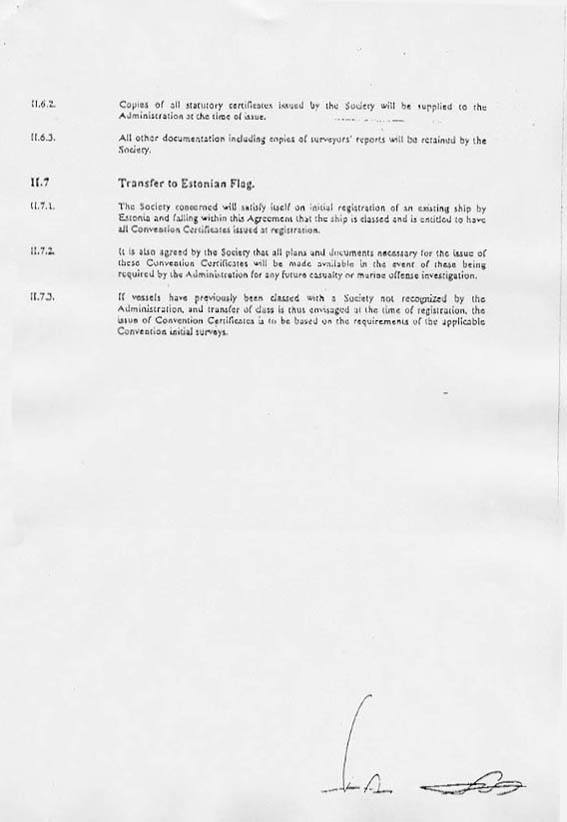 II.6.2. Copies of all statutory certificates issued by the Society will be supplied to the
Administration at the time of issue.
II.6.3. All other documentation including copies of surveyors' reports will be retained by the
Society.
II.7 Transfer to Estonian Flag.
II.7.1. The Society concerned will satisfy itself on initial registration of an existing ship by
Estonia and falling within this Agreement that the ship is classed and is entitled to have
all Convention Certificates issued at registration.
II.7.2. It is also agreed by the Society that all plans and documents necessary for the issue of
these Convention Certificates will be made available in the event of these being
required by the Administration for any future casualty or marine offense investigation.
II.7.3. If vessels have previously been classed with a Society not recognized by the
Administration, and transfer of class is thus envisaged at the time of registration, the
issue of Convention Certificates is to be based on the requirements of the applicable
Convention initial surveys.